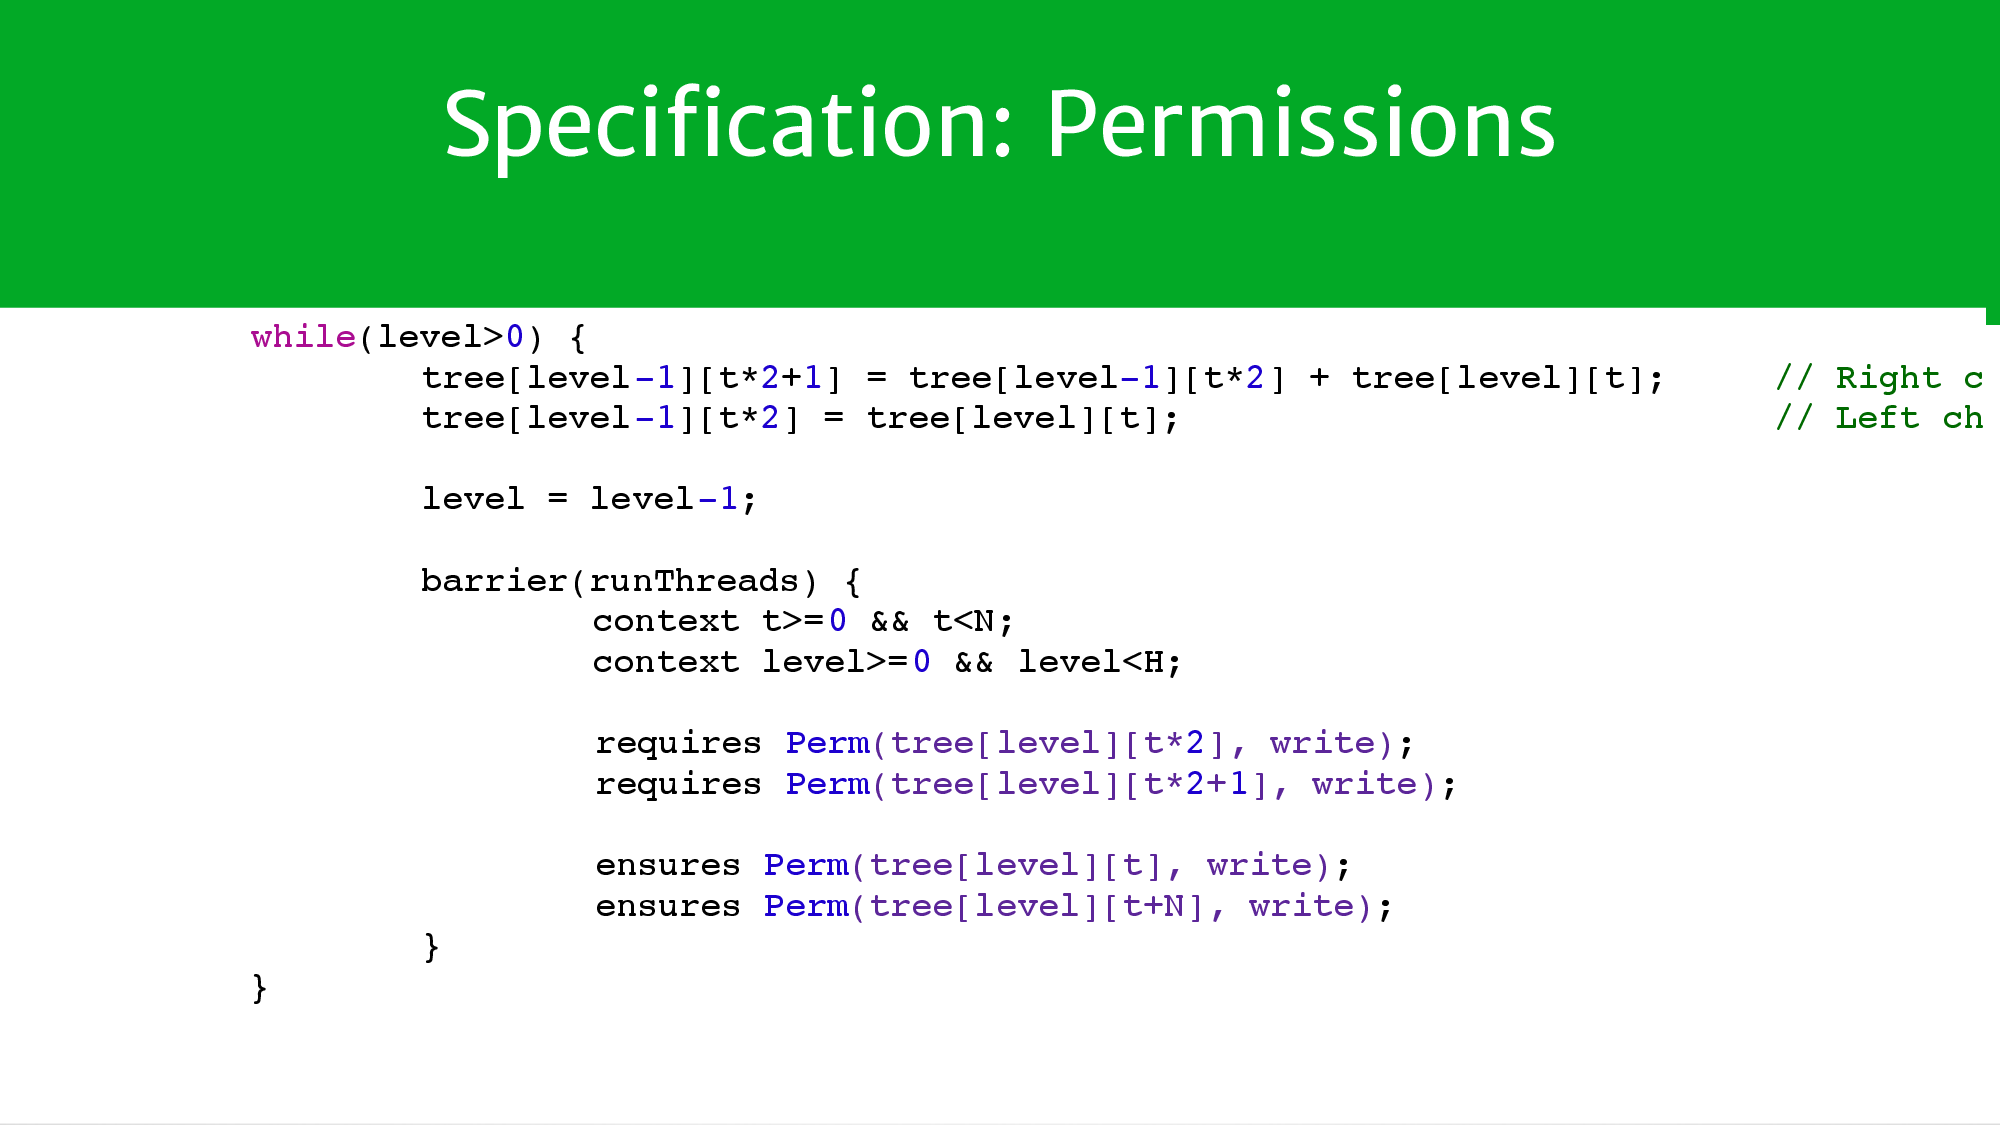 Specification: Permissions
while(level>0) {
tree[level-1][t*2+1] = tree[level-1][t*2] + tree[level][t]; // Right c
tree[level-1][t*2] = tree[level][t]; // Left ch
level = level-1;
barrier(runThreads) {
context t>=0 && t<N;
context level>=0 && level<H;
requires Perm(tree[level][t*2], write);
requires Perm(tree[level][t*2+1], write);
ensures Perm(tree[level][t], write);
ensures Perm(tree[level][t+N], write);
}
}